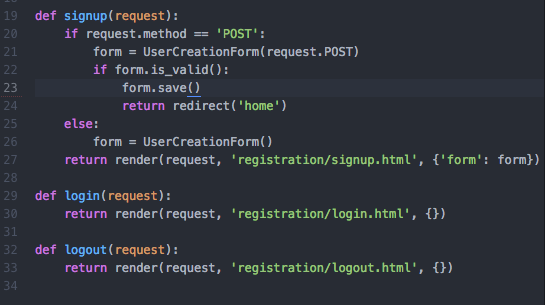 19 def signup(request):
20     if request.method == 'POST':
21         form = UserCreationForm(request.POST)
22         if form.is_valid():
23             form.save()
24             return redirect('home')
25     else:
26         form = UserCreationForm()
27     return render(request, 'registration/signup.html', {'form': form})
28
29 def login(request):
30     return render(request, 'registration/login.html', {})
31
32 def logout(request):
33     return render(request, 'registration/logout.html', {})
34